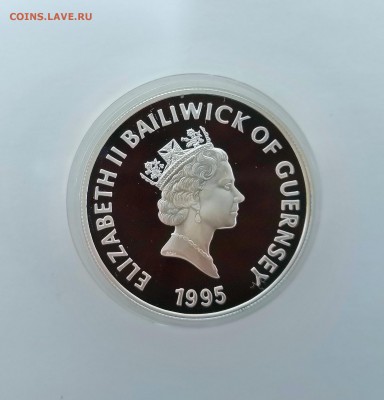 COINS.LAVE.RU
ELIZABETH II BAILIWICK OF GUERNSEY
1995